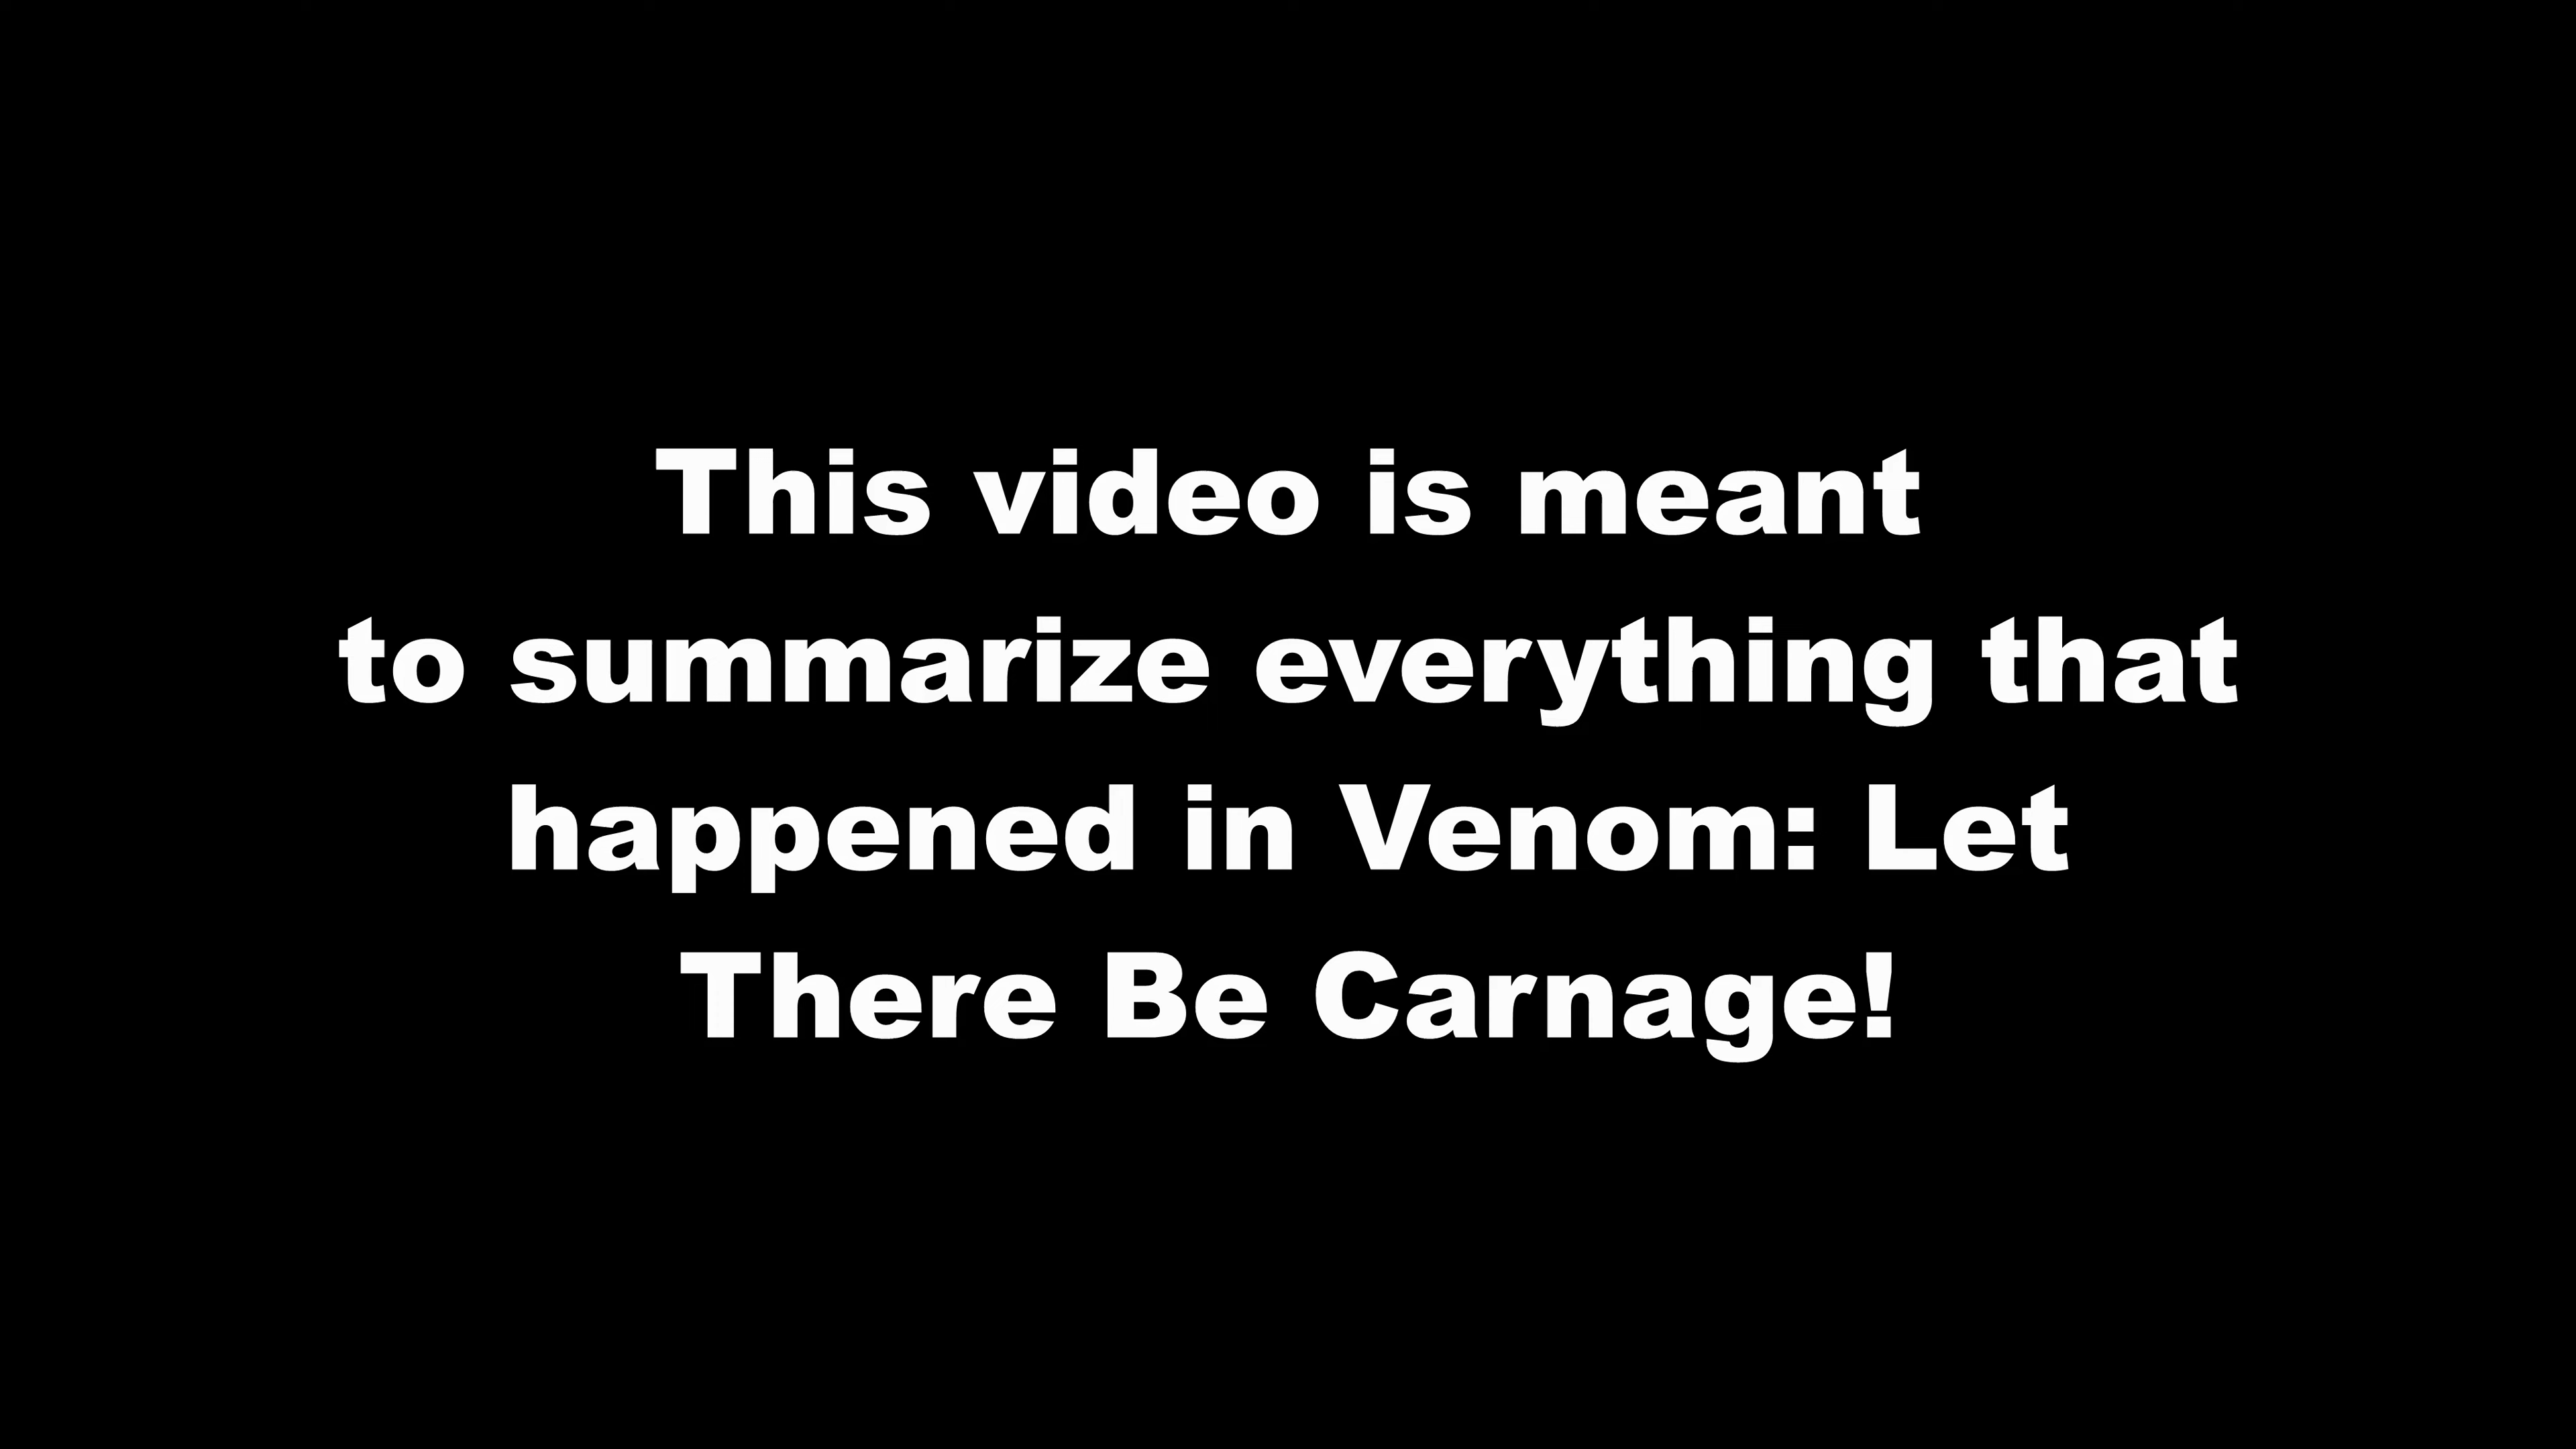 This video is meant
to summarize everything that
happened in Venom: Let
There Be Carnage!